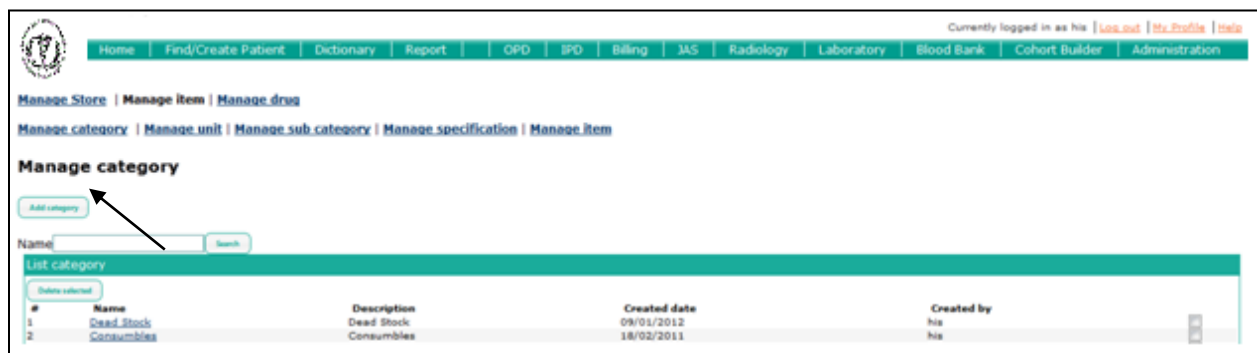 Currently logged in as his | Log out | My Profile | Help
Home | Find/Create Patient | Dictionary | Report | OPD | IPD | Billing | JAS | Radiology | Laboratory | Blood Bank | Cohort Builder | Administration
Manage Store | Manage item | Manage drug
Manage category | Manage unit | Manage sub category | Manage specification | Manage item
Manage category
Add category
Name Search
List category
Delete selected
# Name Description Created date Created by
1 Dead Stock Dead Stock 09/01/2012 his
2 Consumbles Consumbles 18/02/2011 his